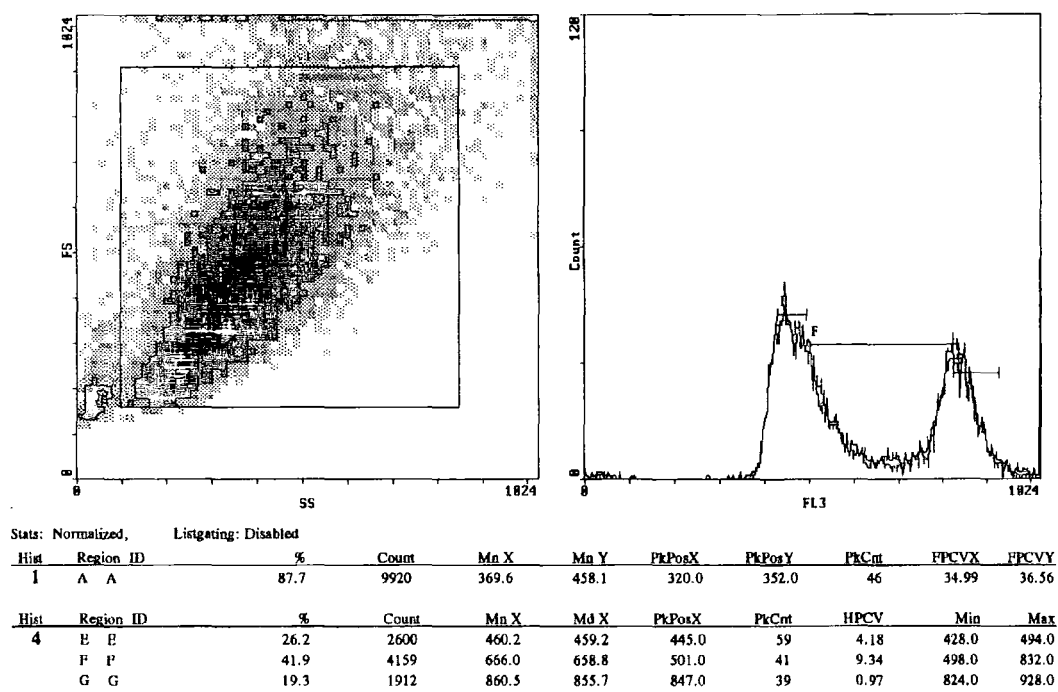 1024
FS
0
0
SS
1024
128
Count
F
0
0
FL3
1024
Stats: Normalized, Listgating: Disabled
Hist Region ID % Count Mn X Mn Y PkPosX PkPosY PkCnt FPCVX FPCVY
1 A A 87.7 9920 369.6 458.1 320.0 352.0 46 34.99 36.56
Hist Region ID % Count Mn X Md X PkPosX PkCnt HPCV Min Max
4 E E 26.2 2600 460.2 459.2 445.0 59 4.18 428.0 494.0
F F 41.9 4159 666.0 658.8 501.0 41 9.34 498.0 832.0
G G 19.3 1912 860.5 855.7 847.0 39 0.97 824.0 928.0